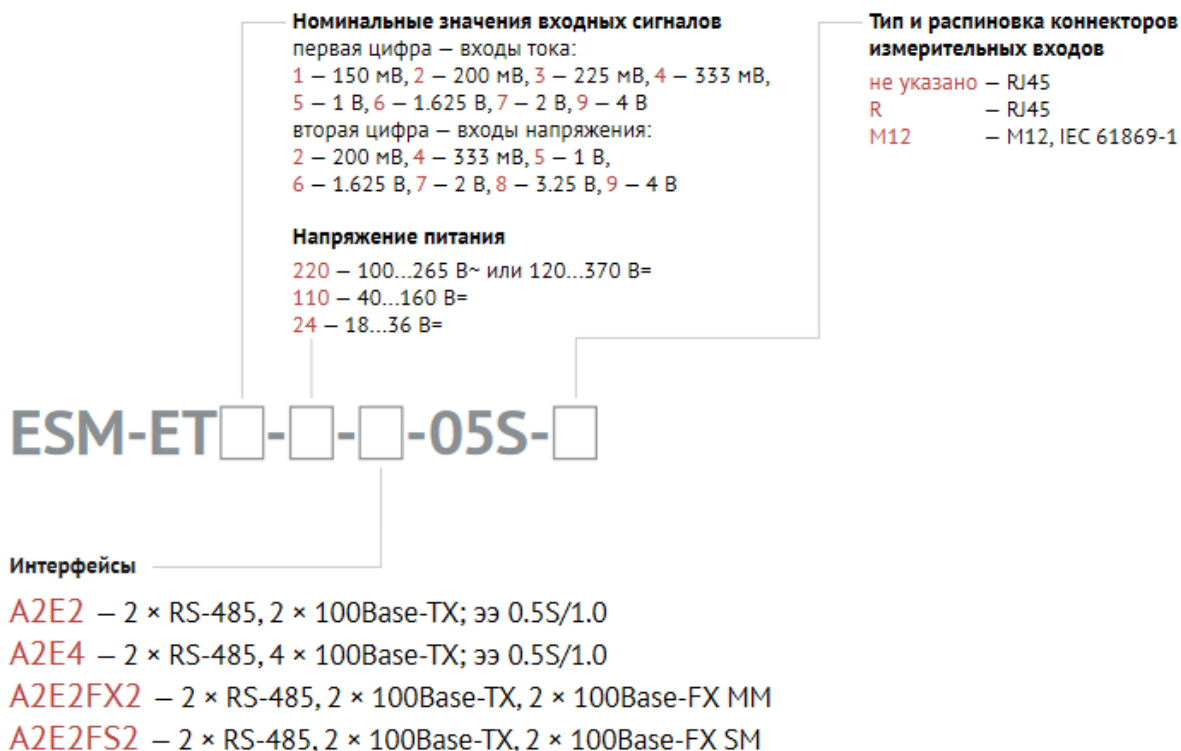 Номинальные значения входных сигналов
первая цифра – входы тока:
1 – 150 мВ, 2 – 200 мВ, 3 – 225 мВ, 4 – 333 мВ,
5 – 1 В, 6 – 1.625 В, 7 – 2 В, 9 – 4 В
вторая цифра – входы напряжения:
2 – 200 мВ, 4 – 333 мВ, 5 – 1 В,
6 – 1.625 В, 7 – 2 В, 8 – 3.25 В, 9 – 4 В
Напряжение питания
220 – 100...265 В~ или 120...370 В=
110 – 40...160 В=
24 – 18...36 В=
Тип и распиновка коннекторов
измерительных входов
не указано – RJ45
R – RJ45
M12 – M12, IEC 61869-1
ESM-ET□-□-□-05S-□
Интерфейсы
A2E2 – 2 × RS-485, 2 × 100Base-TX; ээ 0.5S/1.0
A2E4 – 2 × RS-485, 4 × 100Base-TX; ээ 0.5S/1.0
A2E2FX2 – 2 × RS-485, 2 × 100Base-TX, 2 × 100Base-FX MM
A2E2FS2 – 2 × RS-485, 2 × 100Base-TX, 2 × 100Base-FX SM